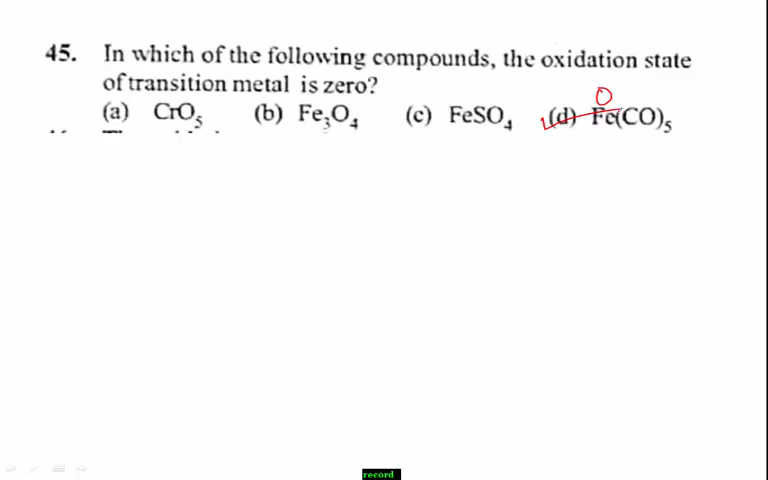 45. In which of the following compounds, the oxidation state
of transition metal is zero?
(a) CrO₅ (b) Fe₃O₄ (c) FeSO₄ (d) Fe(CO)₅
0
record